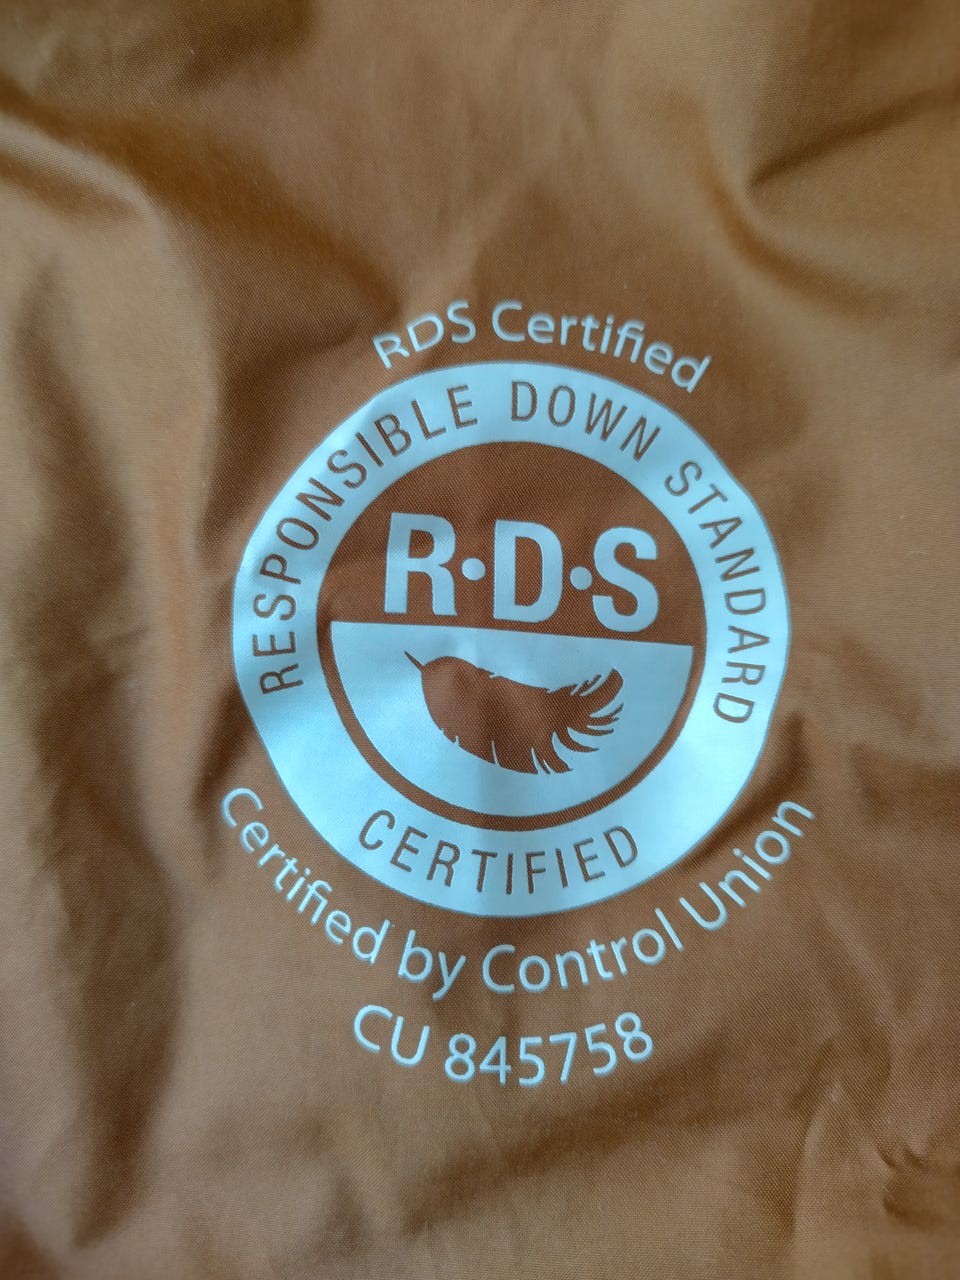 RDS Certified
RESPONSIBLE DOWN STANDARD
R·D·S
CERTIFIED
Certified by Control Union
CU 845758